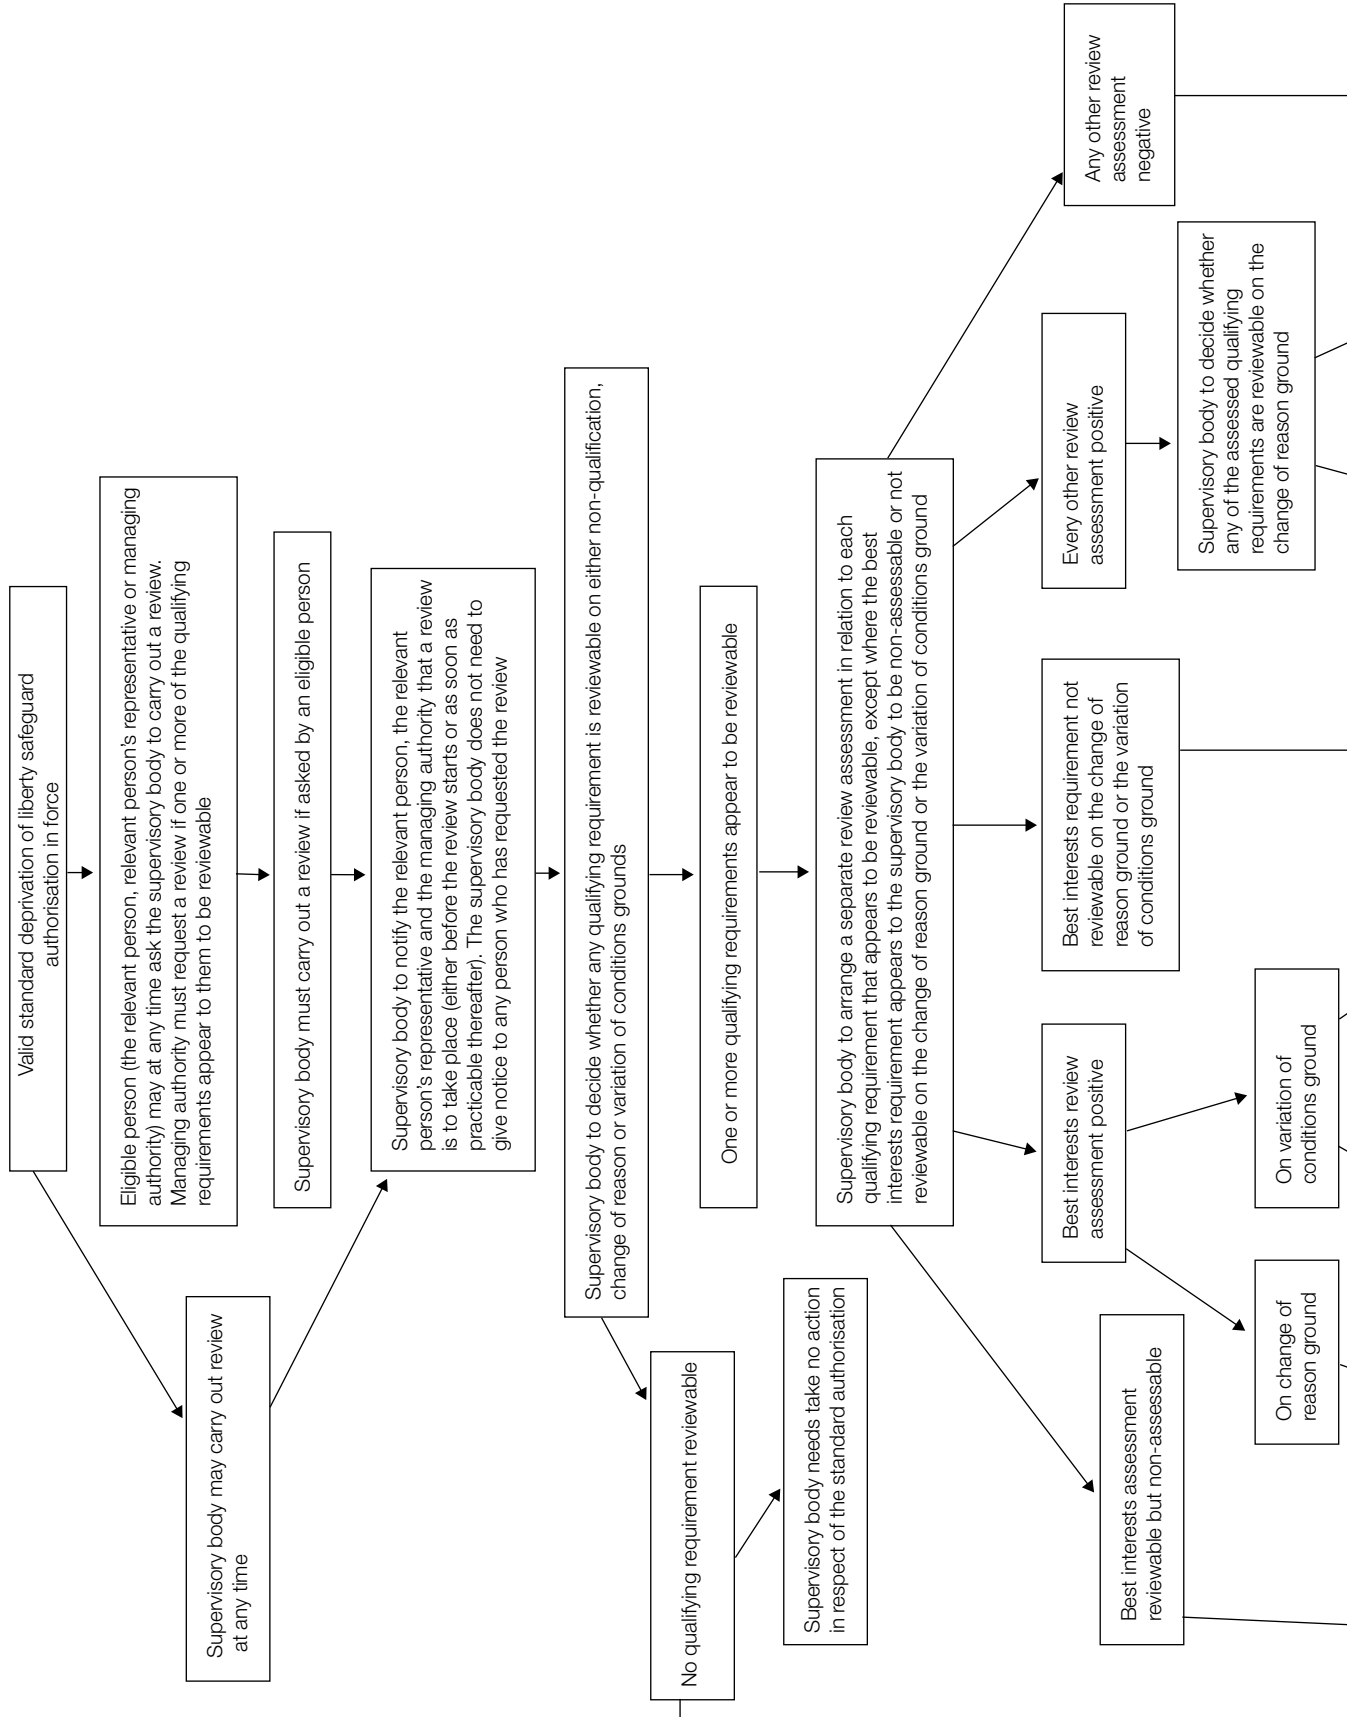 Valid standard deprivation of liberty safeguard
authorisation in force
Eligible person (the relevant person, relevant person’s representative or managing
authority) may at any time ask the supervisory body to carry out a review.
Managing authority must request a review if one or more of the qualifying
requirements appear to them to be reviewable
Supervisory body may carry out review
at any time
Supervisory body must carry out a review if asked by an eligible person
Supervisory body to notify the relevant person, the relevant
person’s representative and the managing authority that a review
is to take place (either before the review starts or as soon as
practicable thereafter). The supervisory body does not need to
give notice to any person who has requested the review
Supervisory body to decide whether any qualifying requirement is reviewable on either non-qualification,
change of reason or variation of conditions grounds
No qualifying requirement reviewable
One or more qualifying requirements appear to be reviewable
Supervisory body needs take no action
in respect of the standard authorisation
Supervisory body to arrange a separate review assessment in relation to each
qualifying requirement that appears to be reviewable, except where the best
interests requirement appears to the supervisory body to be non-assessable or not
reviewable on the change of reason ground or the variation of conditions ground
Best interests assessment
reviewable but non-assessable
Best interests review
assessment positive
Best interests requirement not
reviewable on the change of
reason ground or the variation
of conditions ground
Every other review
assessment positive
Any other review
assessment
negative
On change of
reason ground
On variation of
conditions ground
Supervisory body to decide whether
any of the assessed qualifying
requirements are reviewable on the
change of reason ground